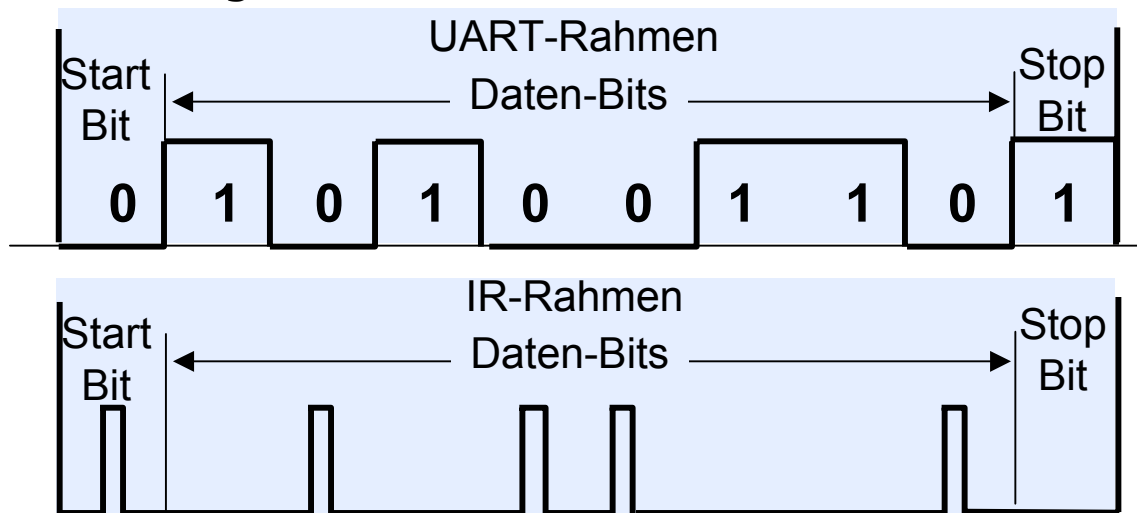 UART-Rahmen
Start
Bit
Daten-Bits
Stop
Bit
0 1 0 1 0 0 1 1 0 1
IR-Rahmen
Start
Bit
Daten-Bits
Stop
Bit